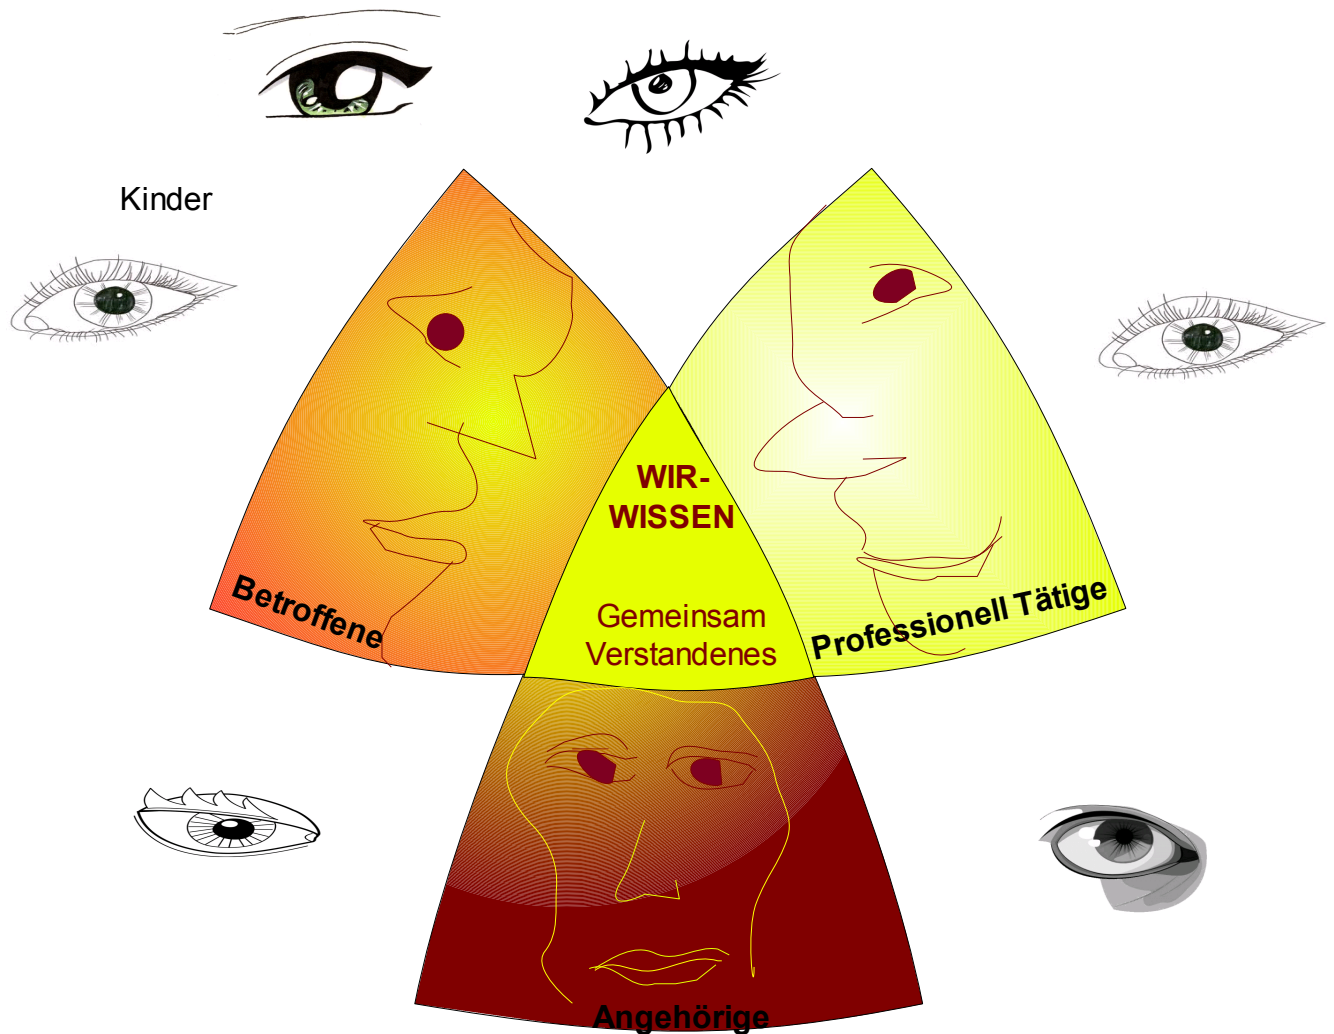 Kinder
WIR-
WISSEN
Betroffene
Gemeinsam
Verstandenes
Professionell Tätige
Angehörige